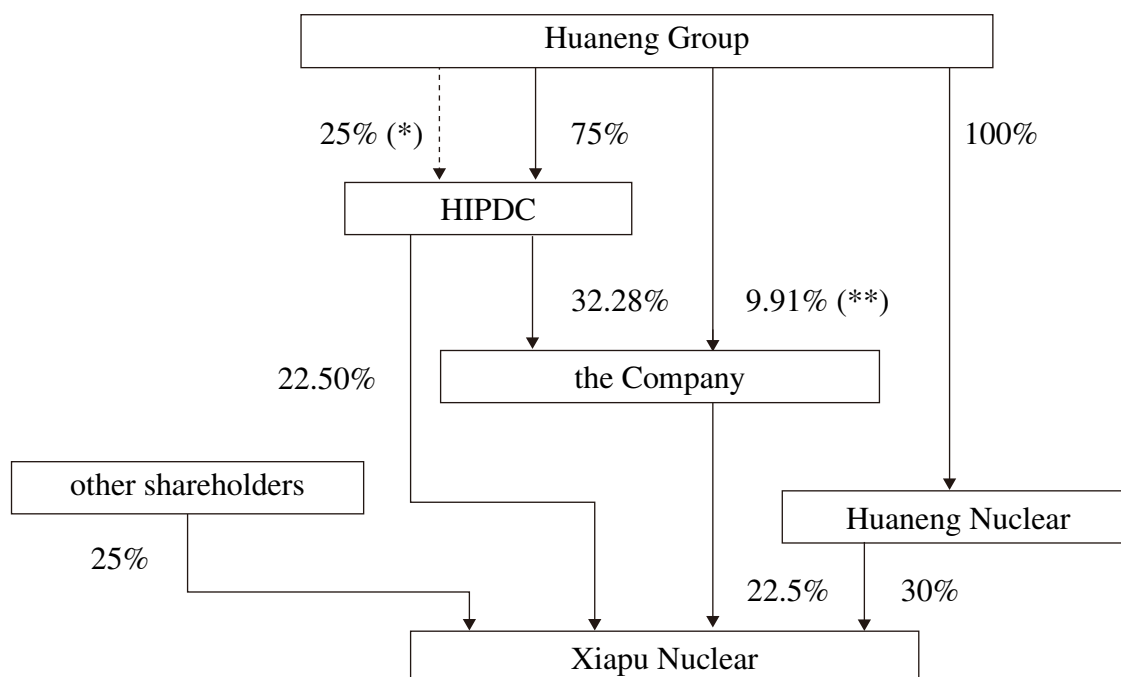 Huaneng Group
25% (*)
75%
100%
HIPDC
32.28%
9.91% (**)
the Company
22.50%
other shareholders
Huaneng Nuclear
25%
22.5%
30%
Xiapu Nuclear